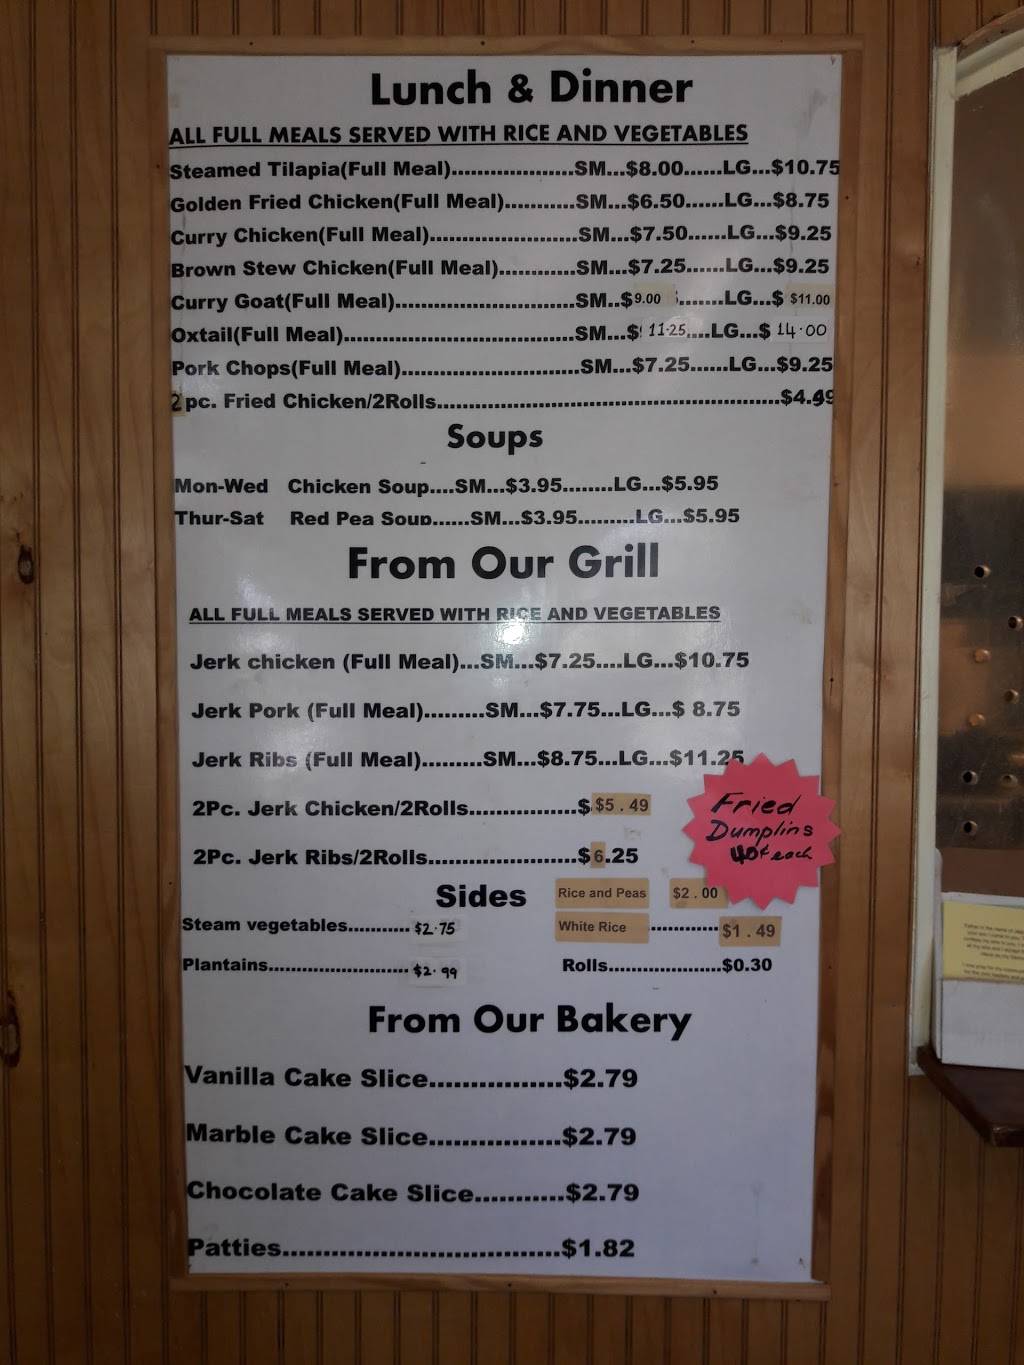 Lunch & Dinner
ALL FULL MEALS SERVED WITH RICE AND VEGETABLES
Steamed Tilapia(Full Meal)....................SM...$8.00......LG...$10.75
Golden Fried Chicken(Full Meal)............SM...$6.50......LG...$8.75
Curry Chicken(Full Meal)........................SM...$7.50......LG...$9.25
Brown Stew Chicken(Full Meal).............SM...$7.25......LG...$9.25
Curry Goat(Full Meal)..............................SM..$9.00 .......LG...$ $11.00
Oxtail(Full Meal).......................................SM...$ 11.25....LG...$ 14.00
Pork Chops(Full Meal).............................SM...$7.25......LG...$9.25
2 pc. Fried Chicken/2Rolls.........................................................$4.49
Soups
Mon-Wed Chicken Soup....SM...$3.95........LG...$5.95
Thur-Sat Red Pea Soup......SM...$3.95.........LG...$5.95
From Our Grill
ALL FULL MEALS SERVED WITH RICE AND VEGETABLES
Jerk chicken (Full Meal)...SM...$7.25....LG...$10.75
Jerk Pork (Full Meal).........SM...$7.75...LG...$ 8.75
Jerk Ribs (Full Meal).........SM...$8.75...LG...$11.25
2Pc. Jerk Chicken/2Rolls................$ $5.49
2Pc. Jerk Ribs/2Rolls......................$6.25
Fried
Dumplins
40¢ each
Sides
Rice and Peas $2.00
Steam vegetables........... $2.75
White Rice ............. $1.49
Plantains......................... $2.99
Rolls....................$0.30
From Our Bakery
Vanilla Cake Slice................$2.79
Marble Cake Slice................$2.79
Chocolate Cake Slice...........$2.79
Patties..................................$1.82